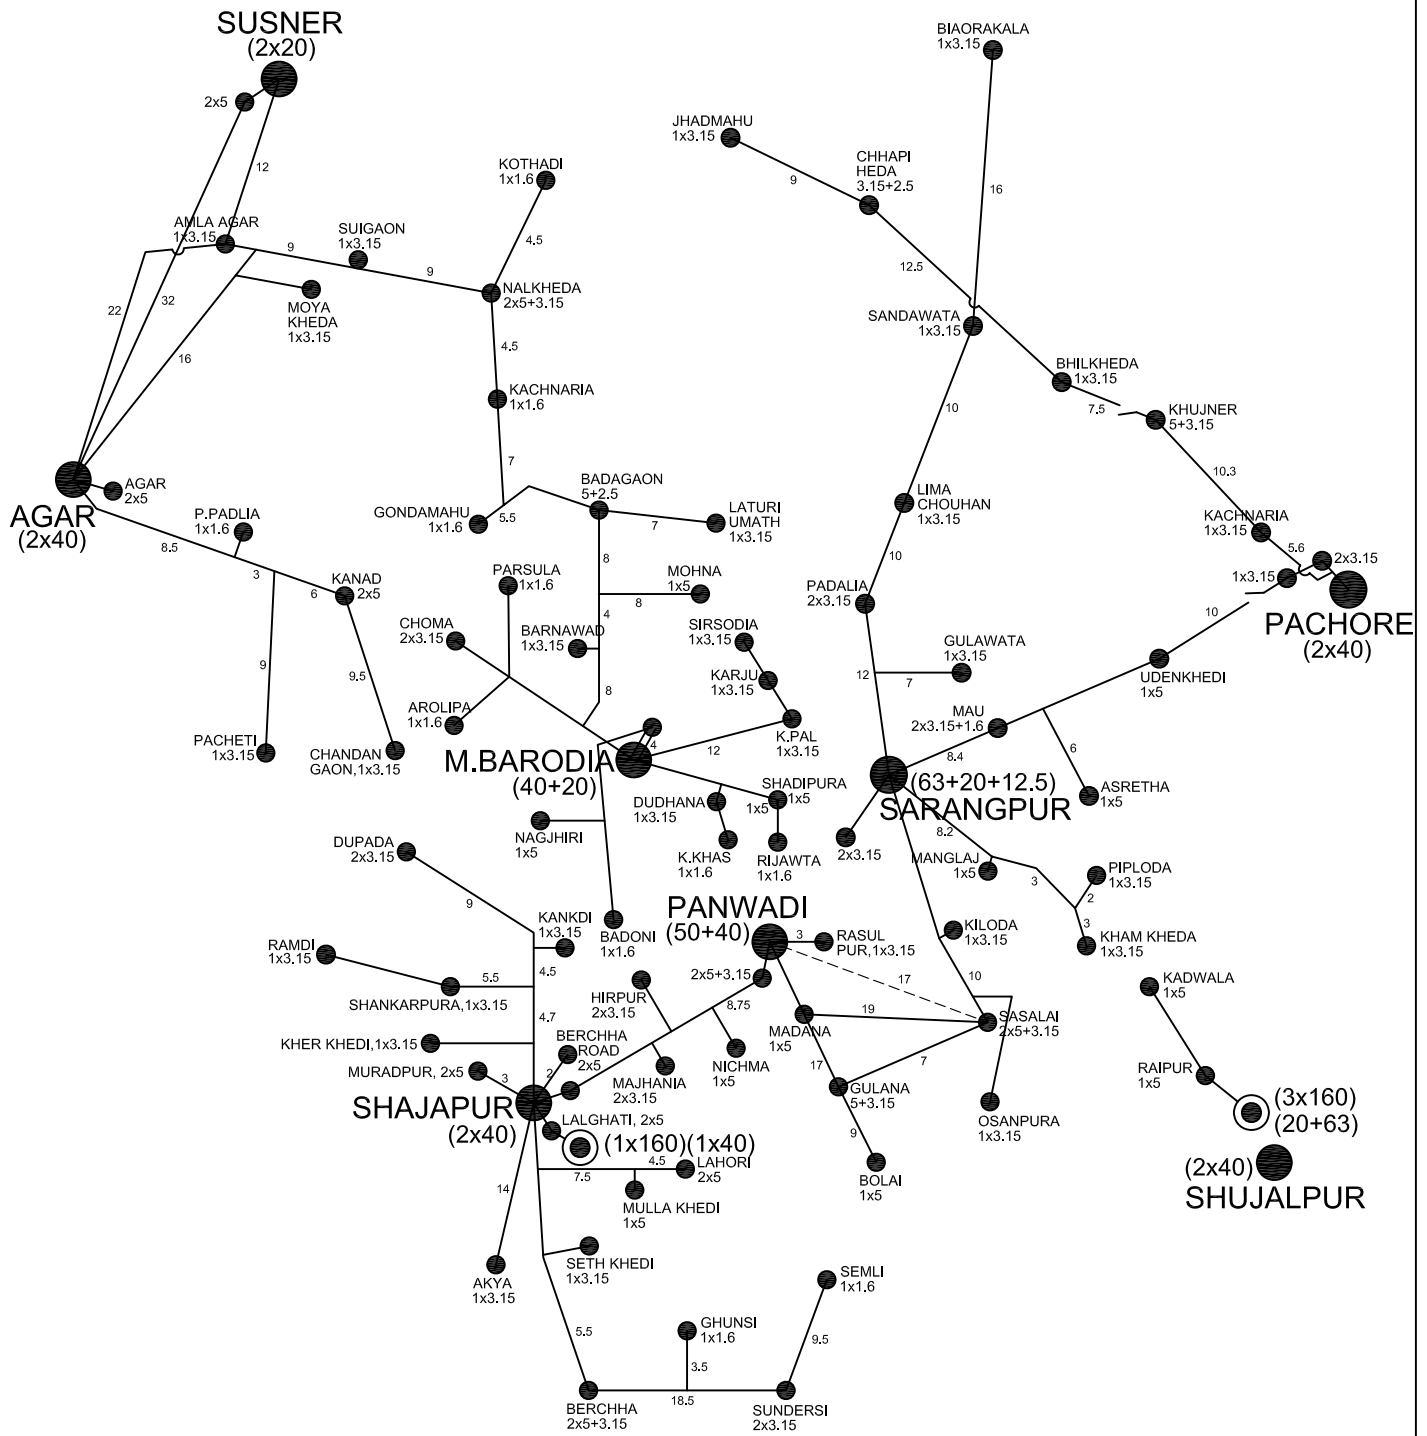 SUSNER
(2x20)
2x5
12
BIAORAKALA
1x3.15
JHADMAHU
1x3.15
9
CHHAPI
HEDA
3.15+2.5
16
KOTHADI
1x1.6
4.5
AMLA AGAR
1x3.15
9
SUIGAON
1x3.15
9
22
32
16
MOYA
KHEDA
1x3.15
NALKHEDA
2x5+3.15
4.5
KACHNARIA
1x1.6
7
12.5
SANDAWATA
1x3.15
BHILKHEDA
1x3.15
7.5
KHUJNER
5+3.15
10
10.3
AGAR
(2x40)
AGAR
2x5
P.PADLIA
1x1.6
8.5
3
6
KANAD
2x5
9
9.5
PACHETI
1x3.15
CHANDAN
GAON,1x3.15
GONDAMAHU
1x1.6
5.5
BADAGAON
5+2.5
7
LATURI
UMATH
1x3.15
8
LIMA
CHOUHAN
1x3.15
10
KACHNARIA
1x3.15
5.6
2x3.15
1x3.15
PACHORE
(2x40)
10
PARSULA
1x1.6
MOHNA
1x5
8
4
CHOMA
2x3.15
BARNAWAD
1x3.15
SIRSODIA
1x3.15
KARJU
1x3.15
8
AROLIPA
1x1.6
PADALIA
2x3.15
GULAWATA
1x3.15
12
7
UDENKHEDI
1x5
MAU
2x3.15+1.6
8.4
6
ASRETHA
1x5
M.BARODIA
(40+20)
4
12
K.PAL
1x3.15
SHADIPURA
1x5
1x5
DUDHANA
1x3.15
K.KHAS
1x1.6
RIJAWTA
1x1.6
NAGJHIRI
1x5
BADONI
1x1.6
(63+20+12.5)
SARANGPUR
2x3.15
8.2
MANGLAJ
1x5
3
2
PIPLODA
1x3.15
3
KHAM KHEDA
1x3.15
KILODA
1x3.15
10
DUPADA
2x3.15
9
KANKDI
1x3.15
RAMDI
1x3.15
5.5
4.5
SHANKARPURA,1x3.15
4.7
KHER KHEDI,1x3.15
MURADPUR, 2x5
3
2
BERCHHA
ROAD
2x5
PANWADI
(50+40)
3
RASUL
PUR,1x3.15
2x5+3.15
HIRPUR
2x3.15
8.75
MAJHANIA
2x3.15
NICHMA
1x5
17
19
MADANA
1x5
SASALAI
2x5+3.15
17
7
GULANA
5+3.15
9
BOLAI
1x5
OSANPURA
1x3.15
KADWALA
1x5
RAIPUR
1x5
(3x160)
(20+63)
(2x40)
SHUJALPUR
SHAJAPUR
(2x40)
LALGHATI, 2x5
(1x160)(1x40)
4.5
7.5
LAHORI
2x5
MULLA KHEDI
1x5
14
AKYA
1x3.15
SETH KHEDI
1x3.15
5.5
GHUNSI
1x1.6
3.5
18.5
BERCHHA
2x5+3.15
SUNDERSI
2x3.15
9.5
SEMLI
1x1.6